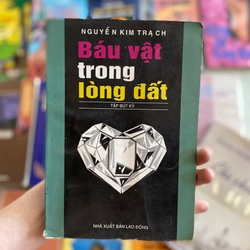 NGUYỄN KIM TRẠCH
Báu vật
trong
lòng đất
TẬP BÚT KÝ
NHÀ XUẤT BẢN LAO ĐỘNG